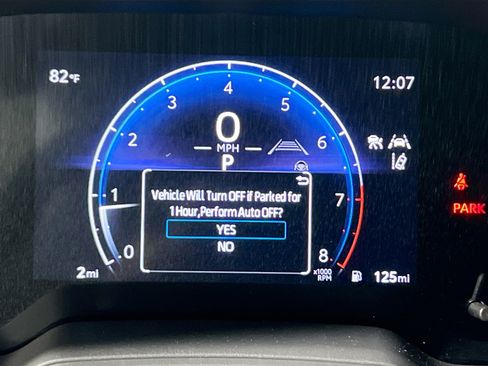 82°F
12:07
4
3 5
2 6
1 7
0 8
0
MPH
P
Vehicle Will Turn OFF if Parked for
1 Hour,Perform Auto OFF?
YES
NO
x1000
RPM
2mi
125mi
PARK